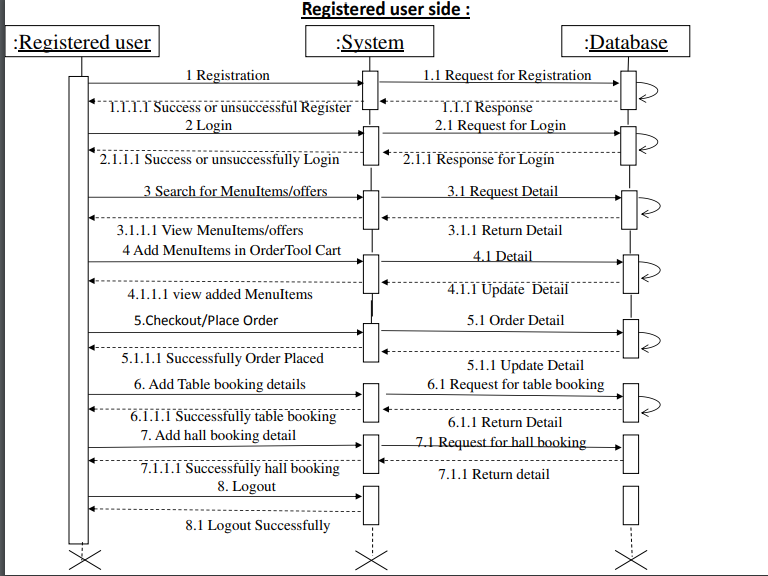 Registered user side :
:Registered user
:System
:Database
1 Registration
1.1 Request for Registration
1.1.1.1 Success or unsuccessful Register
1.1.1 Response
2 Login
2.1 Request for Login
2.1.1.1 Success or unsuccessfully Login
2.1.1 Response for Login
3 Search for MenuItems/offers
3.1 Request Detail
3.1.1.1 View MenuItems/offers
3.1.1 Return Detail
4 Add MenuItems in OrderTool Cart
4.1 Detail
4.1.1.1 view added MenuItems
4.1.1 Update Detail
5.Checkout/Place Order
5.1 Order Detail
5.1.1.1 Successfully Order Placed
5.1.1 Update Detail
6. Add Table booking details
6.1 Request for table booking
6.1.1.1 Successfully table booking
6.1.1 Return Detail
7. Add hall booking detail
7.1 Request for hall booking
7.1.1.1 Successfully hall booking
7.1.1 Return detail
8. Logout
8.1 Logout Successfully